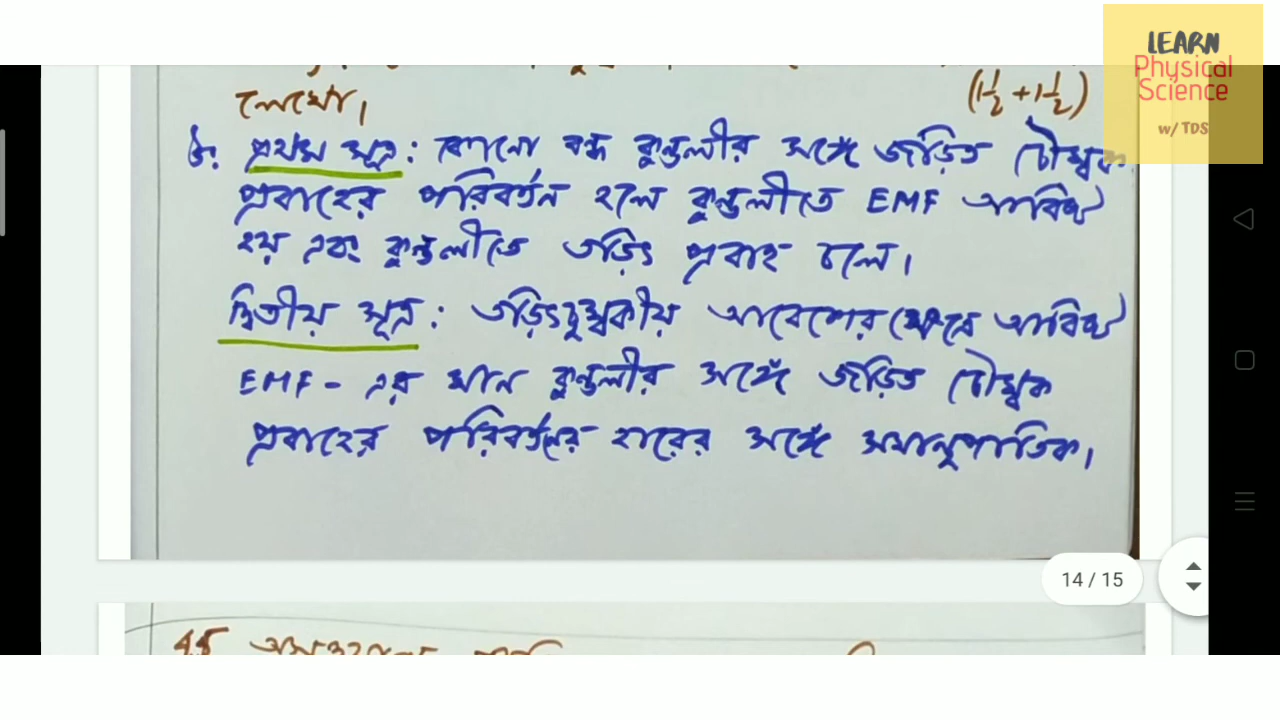 LEARN
Physical
Science
w/ TDS
লেখো।
(1½ + 1½)
উঃ প্রথম সূত্র: কোনো বদ্ধ কুন্ডলীর সঙ্গে জড়িত চৌম্বক
প্রবাহের পরিবর্তন হলে কুন্ডলীতে EMF আবিষ্ট
হয় এবং কুন্ডলীতে তড়িৎ প্রবাহ চলে।
দ্বিতীয় সূত্র: তড়িৎচুম্বকীয় আবেশের ক্ষেত্রে আবিষ্ট
EMF - এর মান কুন্ডলীর সঙ্গে জড়িত চৌম্বক
প্রবাহের পরিবর্তনের হারের সঙ্গে সমানুপাতিক।
14 / 15
4.5